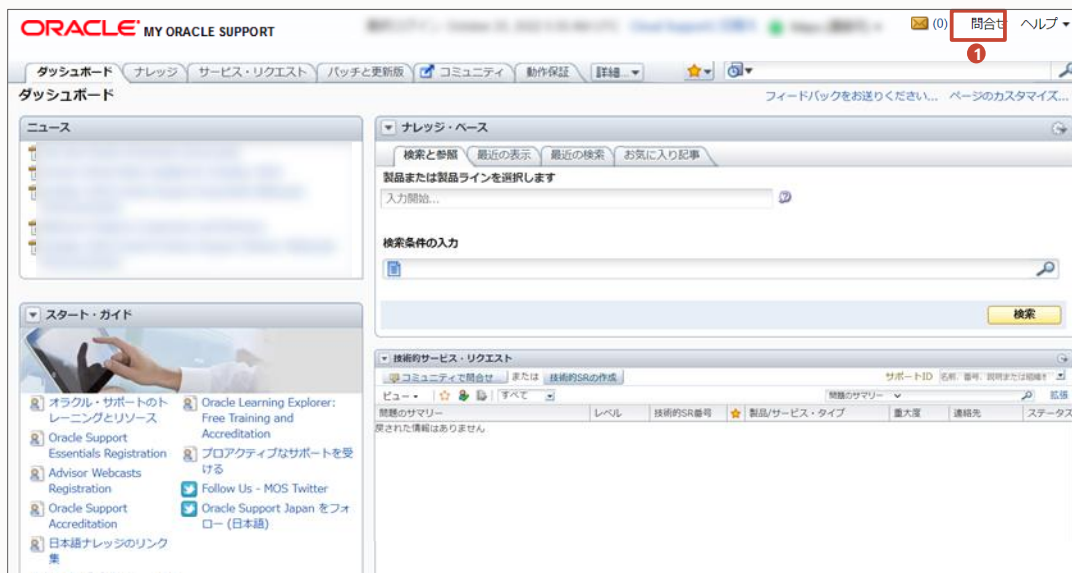 ORACLE MY ORACLE SUPPORT
(0) 問合せ ヘルプ
1
ダッシュボード ナレッジ サービス・リクエスト パッチと更新版 コミュニティ 動作保証 詳細...
ダッシュボード
フィードバックをお送りください... ページのカスタマイズ...
ニュース
スタート・ガイド
オラクル・サポートのト
レーニングとリソース
Oracle Support
Essentials Registration
Advisor Webcasts
Registration
Oracle Support
Accreditation
日本語ナレッジのリンク
集
Oracle Learning Explorer:
Free Training and
Accreditation
プロアクティブなサポートを受
ける
Follow Us - MOS Twitter
Oracle Support Japan をフォ
ロー (日本語)
ナレッジ・ベース
検索と参照 最近の表示 最近の検索 お気に入り記事
製品または製品ラインを選択します
入力開始...
検索条件の入力
検索
技術的サービス・リクエスト
コミュニティで問合せ... または 技術的SRの作成
サポートID 名前、番号、説明または組織
ビュー すべて 問題のサマリー 拡張
問題のサマリー レベル 技術的SR番号 製品/サービス・タイプ 重大度 連絡先 ステータス
戻された情報はありません